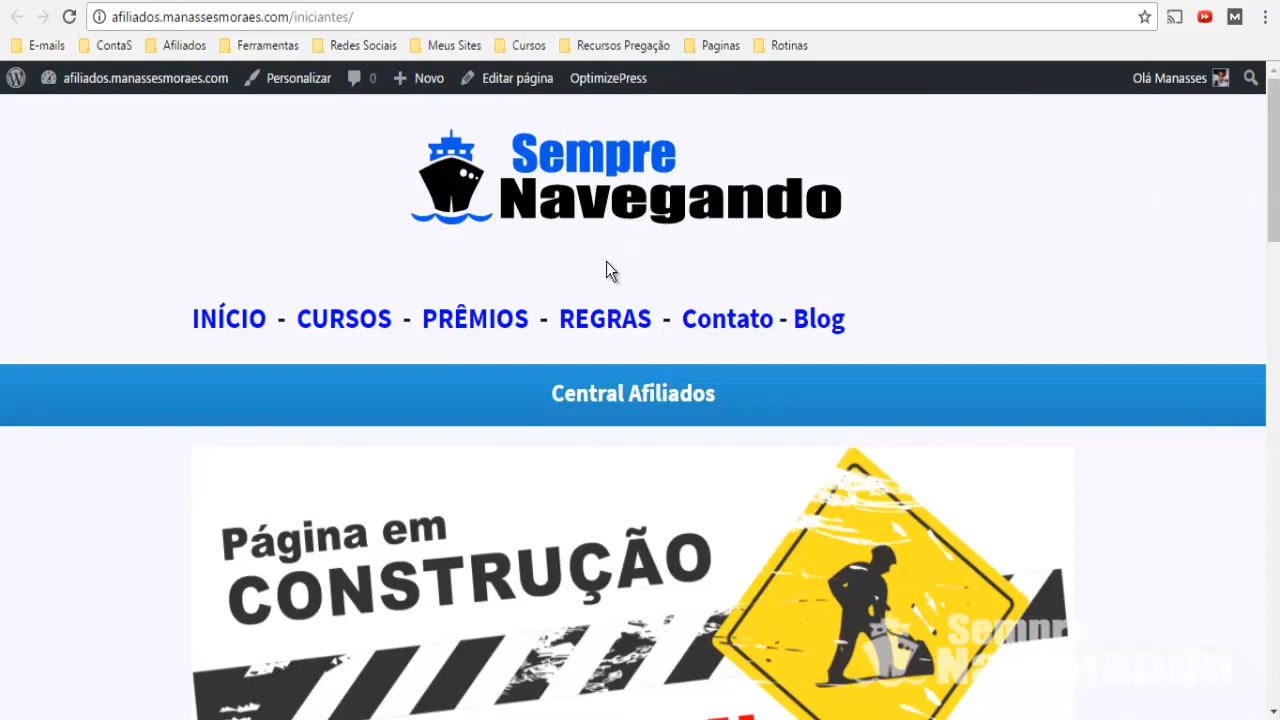 afiliados.manassesmoraes.com/iniciantes/
M
E-mails ContaS Afiliados Ferramentas Redes Sociais Meus Sites Cursos Recursos Pregação Paginas Rotinas
afiliados.manassesmoraes.com Personalizar 0 Novo Editar página OptimizePress Olá Manasses
Sempre
Navegando
INÍCIO - CURSOS - PRÊMIOS - REGRAS - Contato - Blog
Central Afiliados
Página em
CONSTRUÇÃO
Sempre
Navegando